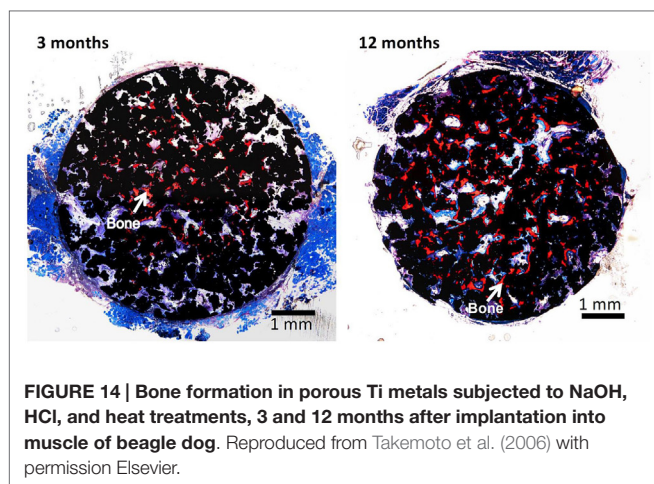 3 months
12 months
Bone
1 mm
Bone
1 mm
FIGURE 14 | Bone formation in porous Ti metals subjected to NaOH,
HCl, and heat treatments, 3 and 12 months after implantation into
muscle of beagle dog. Reproduced from Takemoto et al. (2006) with
permission Elsevier.